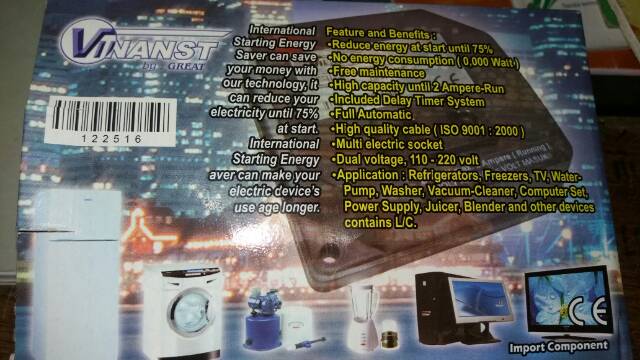 VINANST
by GREAT
122516
International
Starting Energy
Saver can save
your money with
our technology, it
can reduce your
electricity until 75%
at start.
International
Starting Energy
aver can make your
electric device's
use age longer.
Feature and Benefits :
•Reduce energy at start until 75%
•No energy consumption ( 0,000 Watt )
•Free maintenance
•High capacity until 2 Ampere-Run
•Included Delay Timer System
•Full Automatic
•High quality cable ( ISO 9001 : 2000 )
•Multi electric socket
•Dual voltage, 110 - 220 volt
•Application : Refrigerators, Freezers, TV, Water-
Pump, Washer, Vacuum-Cleaner, Computer Set,
Power Supply, Juicer, Blender and other devices
contains L/C.
Ampere ( Running )
VOLT MASUK
CE
Import Component